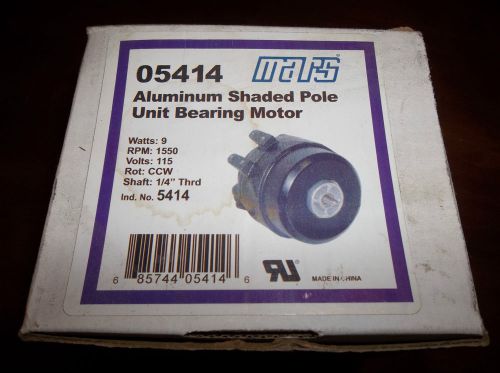 05414 mars
Aluminum Shaded Pole
Unit Bearing Motor
Watts: 9
RPM: 1550
Volts: 115
Rot: CCW
Shaft: 1/4" Thrd
Ind. No. 5414
6 85744 05414 6
MADE IN CHINA